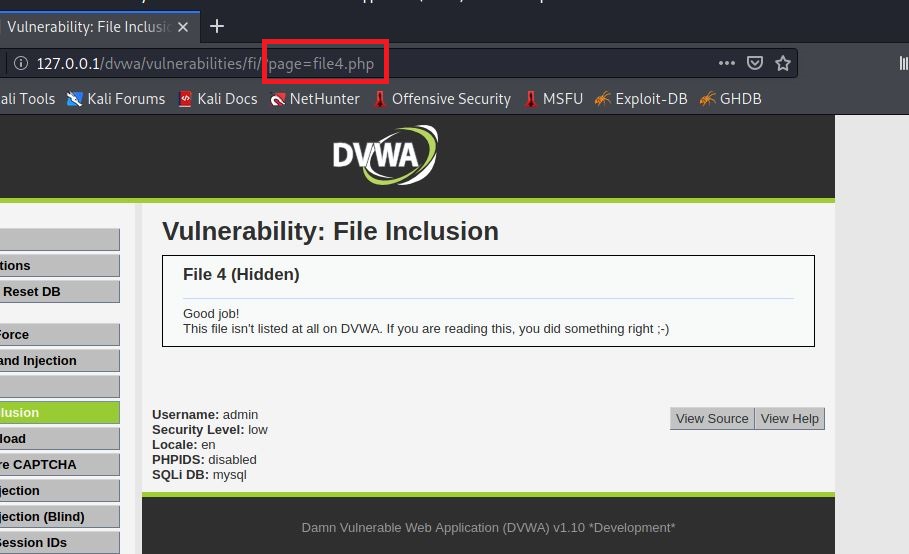 Vulnerability: File Inclusio
127.0.0.1/dvwa/vulnerabilities/fi/?page=file4.php
ali Tools Kali Forums Kali Docs NetHunter Offensive Security MSFU Exploit-DB GHDB
DVWA
Vulnerability: File Inclusion
File 4 (Hidden)
Good job!
This file isn't listed at all on DVWA. If you are reading this, you did something right ;-)
tions
Reset DB
Force
and Injection
lusion
load
re CAPTCHA
jection
jection (Blind)
Session IDs
Username: admin
Security Level: low
Locale: en
PHPIDS: disabled
SQLi DB: mysql
View Source View Help
Damn Vulnerable Web Application (DVWA) v1.10 *Development*